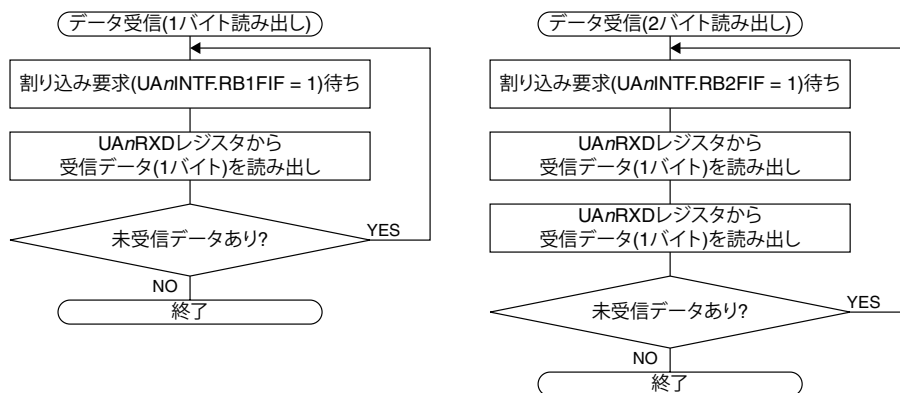 データ受信(1バイト読み出し)
割り込み要求(UAnINTF.RB1FIF = 1)待ち
UAnRXDレジスタから
受信データ(1バイト)を読み出し
未受信データあり?
YES
NO
終了
データ受信(2バイト読み出し)
割り込み要求(UAnINTF.RB2FIF = 1)待ち
UAnRXDレジスタから
受信データ(1バイト)を読み出し
UAnRXDレジスタから
受信データ(1バイト)を読み出し
未受信データあり?
YES
NO
終了